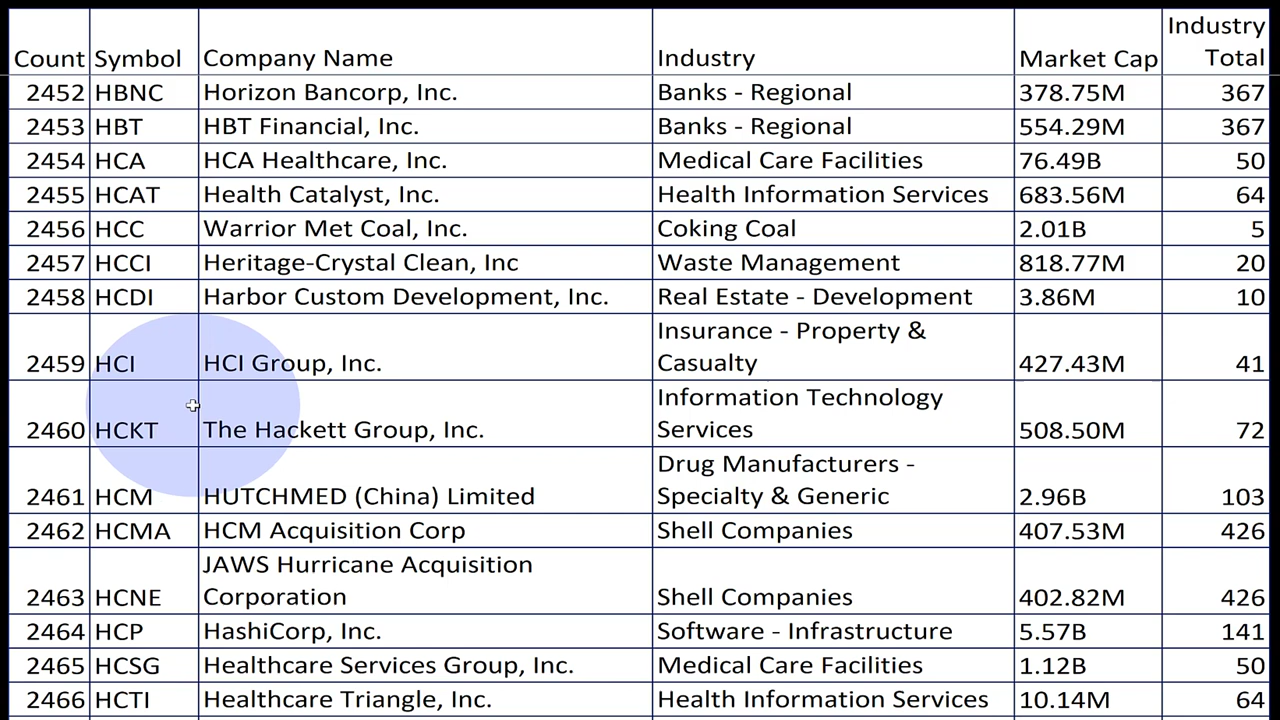 Industry
Count Symbol Company Name Industry Market Cap Total
2452 HBNC Horizon Bancorp, Inc. Banks - Regional 378.75M 367
2453 HBT HBT Financial, Inc. Banks - Regional 554.29M 367
2454 HCA HCA Healthcare, Inc. Medical Care Facilities 76.49B 50
2455 HCAT Health Catalyst, Inc. Health Information Services 683.56M 64
2456 HCC Warrior Met Coal, Inc. Coking Coal 2.01B 5
2457 HCCI Heritage-Crystal Clean, Inc Waste Management 818.77M 20
2458 HCDI Harbor Custom Development, Inc. Real Estate - Development 3.86M 10
Insurance - Property &
2459 HCI HCI Group, Inc. Casualty 427.43M 41
Information Technology
2460 HCKT The Hackett Group, Inc. Services 508.50M 72
Drug Manufacturers -
2461 HCM HUTCHMED (China) Limited Specialty & Generic 2.96B 103
2462 HCMA HCM Acquisition Corp Shell Companies 407.53M 426
JAWS Hurricane Acquisition
2463 HCNE Corporation Shell Companies 402.82M 426
2464 HCP HashiCorp, Inc. Software - Infrastructure 5.57B 141
2465 HCSG Healthcare Services Group, Inc. Medical Care Facilities 1.12B 50
2466 HCTI Healthcare Triangle, Inc. Health Information Services 10.14M 64